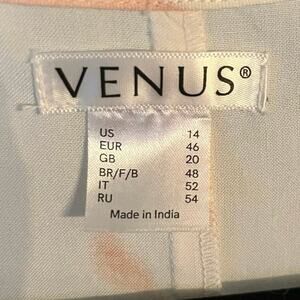 VENUS®
US 14
EUR 46
GB 20
BR/F/B 48
IT 52
RU 54
Made in India